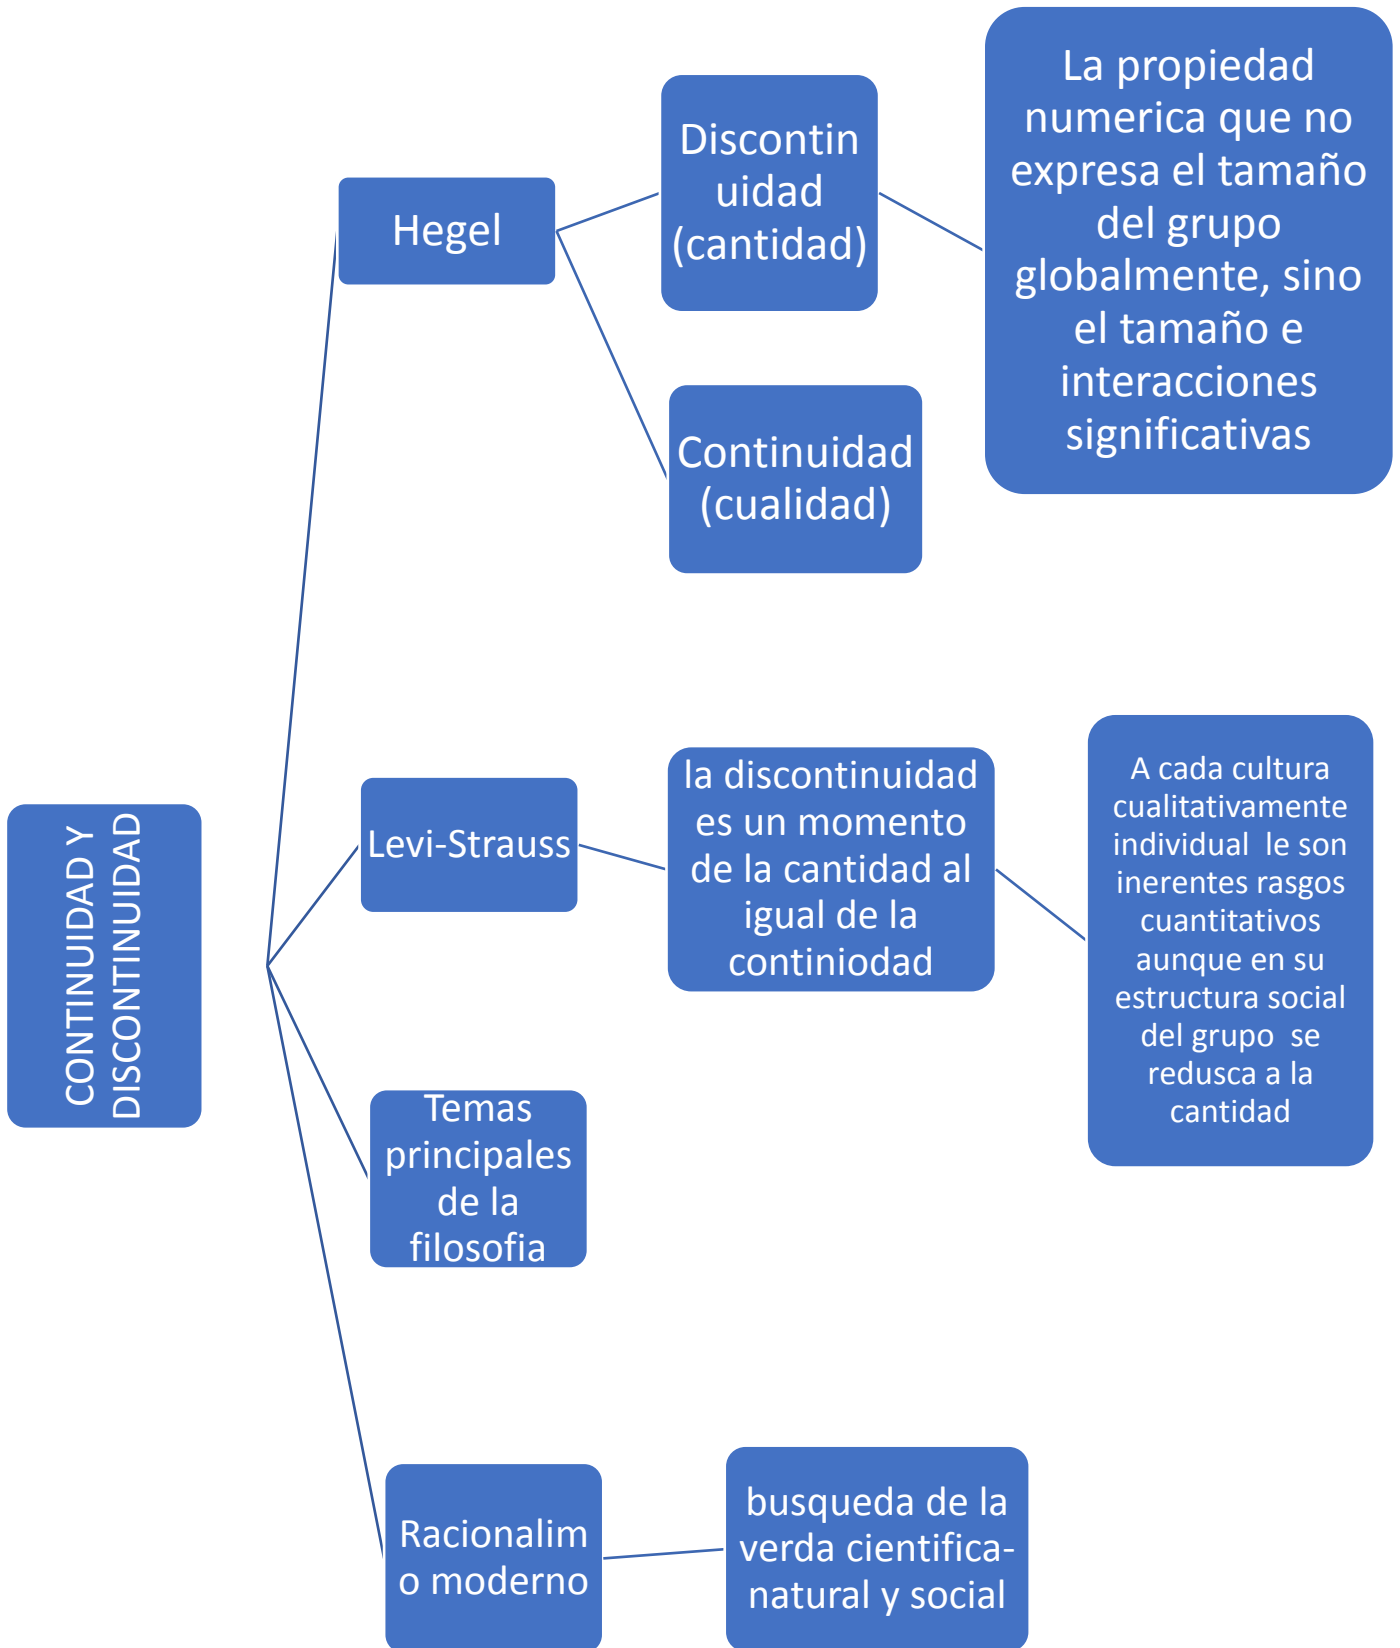 CONTINUIDAD Y
DISCONTINUIDAD
Hegel
Discontin
uidad
(cantidad)
La propiedad
numerica que no
expresa el tamaño
del grupo
globalmente, sino
el tamaño e
interacciones
significativas
Continuidad
(cualidad)
Levi-Strauss
la discontinuidad
es un momento
de la cantidad al
igual de la
continiodad
A cada cultura
cualitativamente
individual le son
inerentes rasgos
cuantitativos
aunque en su
estructura social
del grupo se
redusca a la
cantidad
Temas
principales
de la
filosofia
Racionalim
o moderno
busqueda de la
verda cientifica-
natural y social